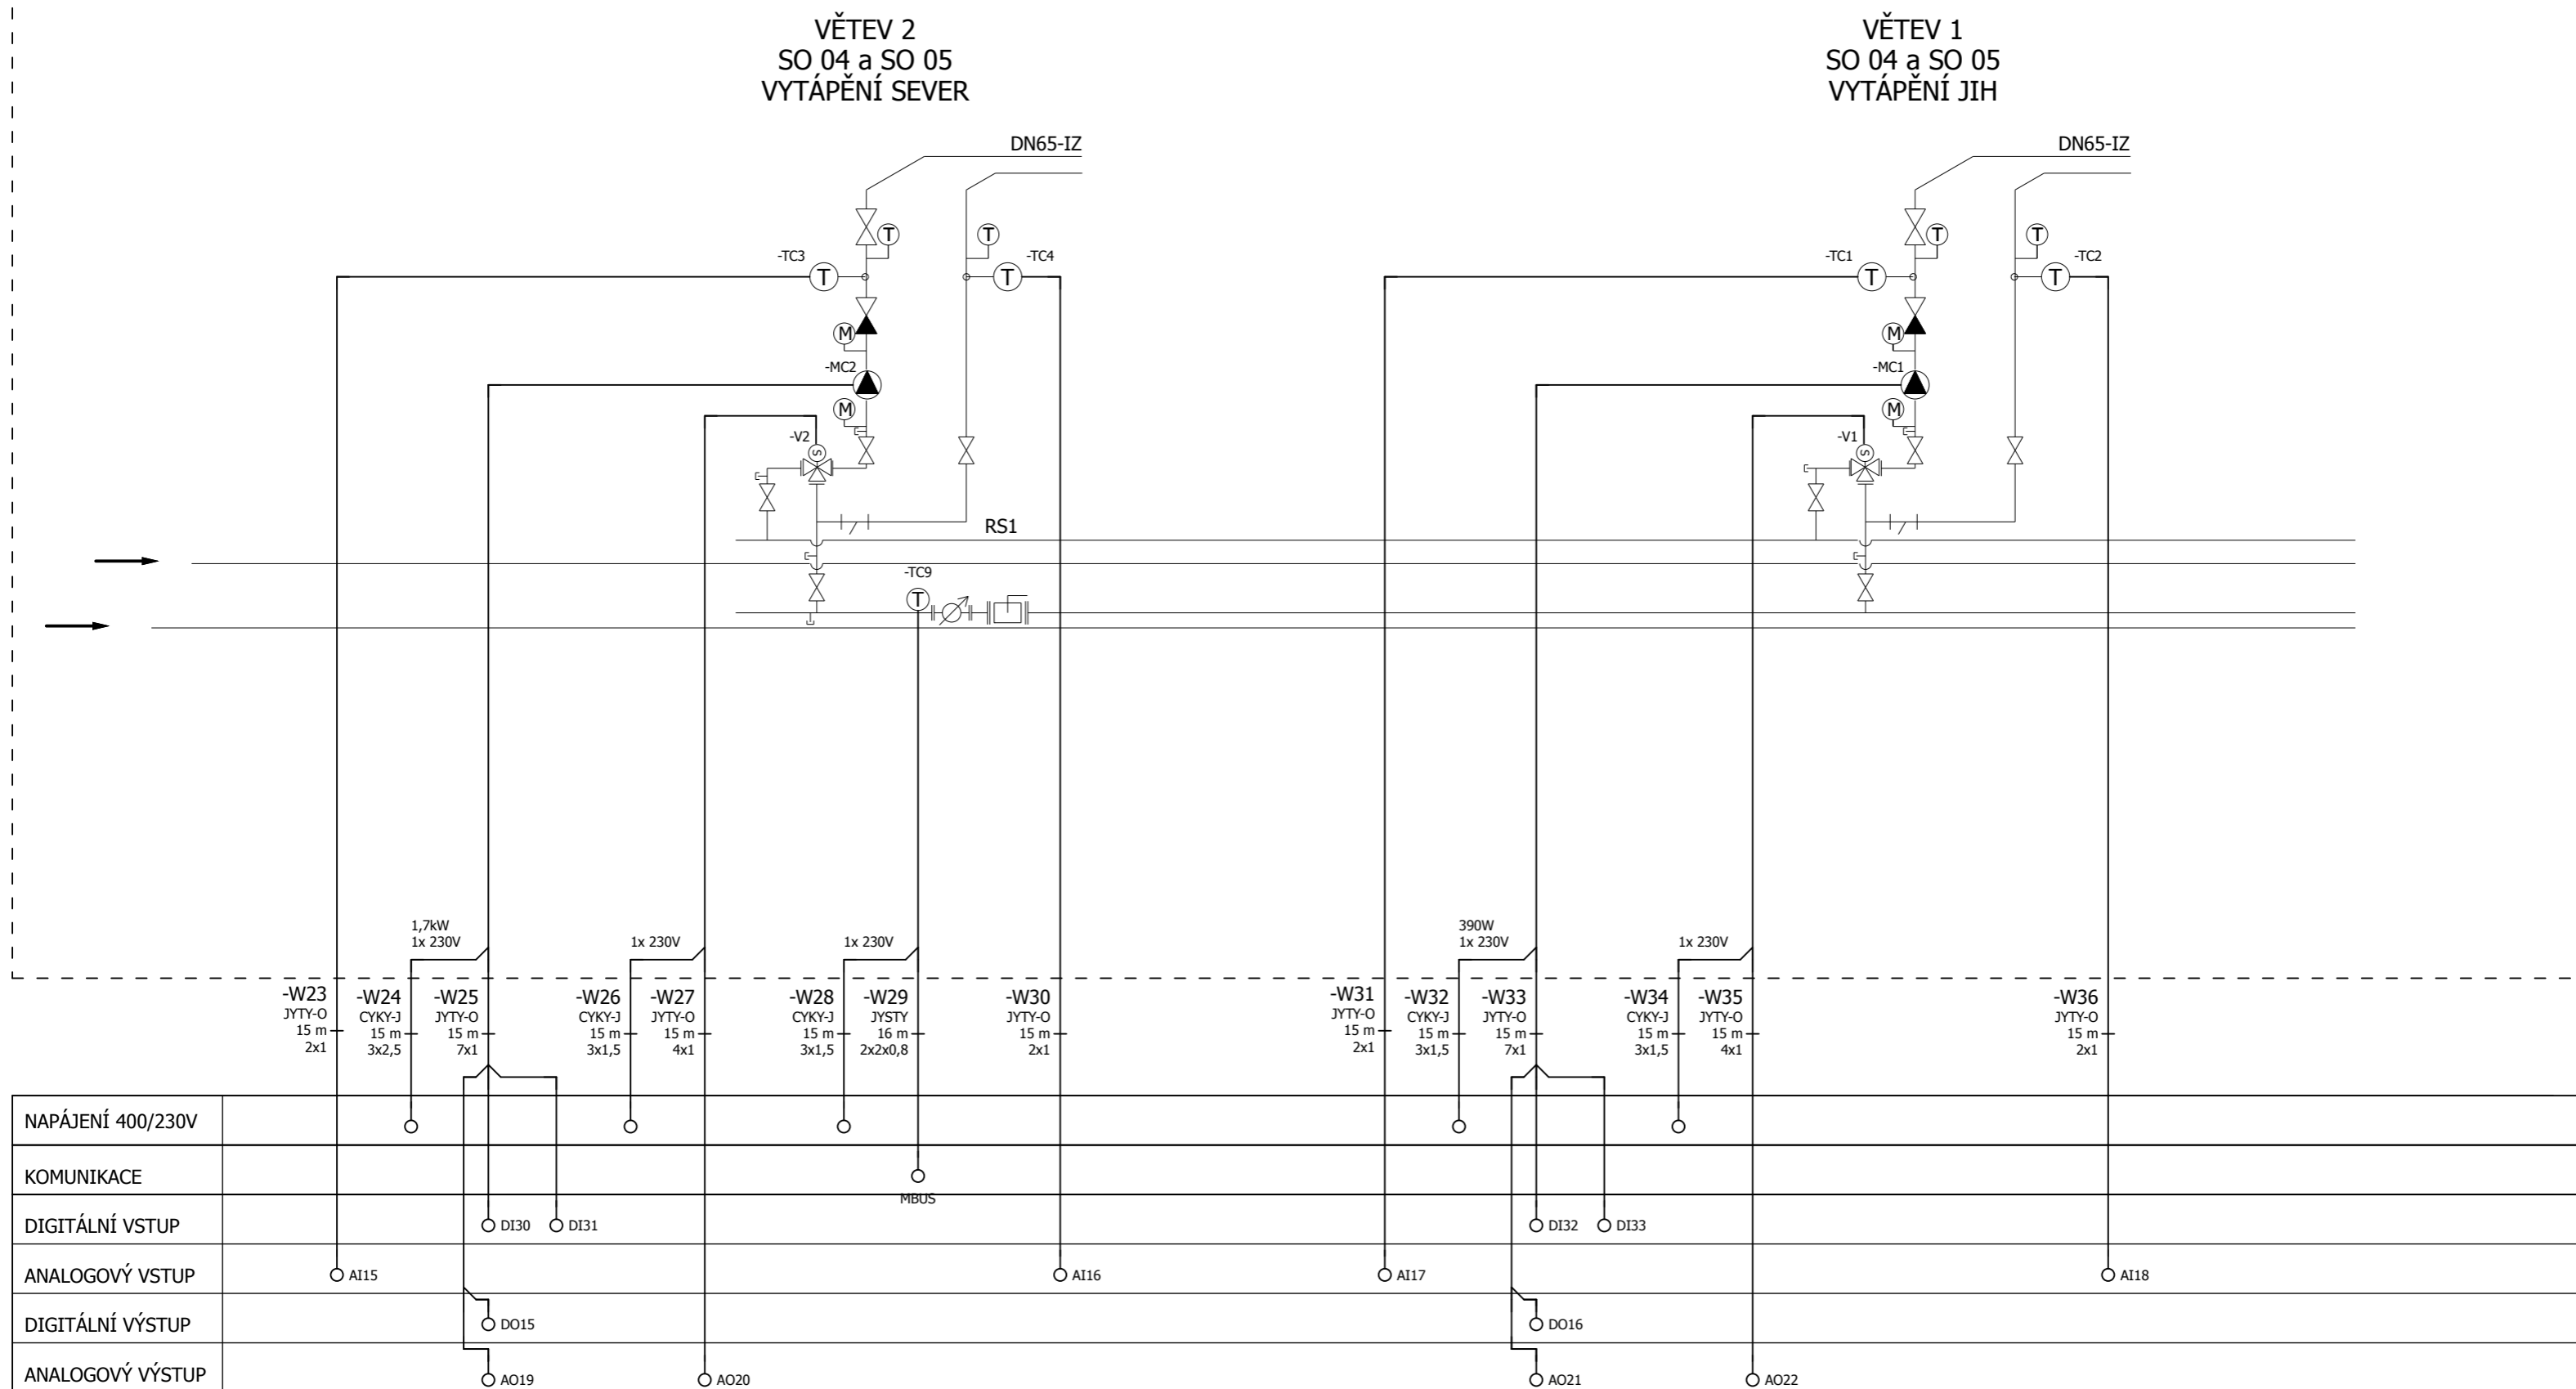 VĚTEV 2
SO 04 a SO 05
VYTÁPĚNÍ SEVER
VĚTEV 1
SO 04 a SO 05
VYTÁPĚNÍ JIH
DN65-IZ
DN65-IZ
T
T
T
T
-TC3
-TC4
-TC1
-TC2
T
T
T
T
M
M
-MC2
-MC1
M
M
-V2
-V1
S
S
RS1
-TC9
T
1,7kW
1x 230V
1x 230V
1x 230V
390W
1x 230V
1x 230V
-W23
JYTY-O
15 m
2x1
-W24
CYKY-J
15 m
3x2,5
-W25
JYTY-O
15 m
7x1
-W26
CYKY-J
15 m
3x1,5
-W27
JYTY-O
15 m
4x1
-W28
CYKY-J
15 m
3x1,5
-W29
JYSTY
16 m
2x2x0,8
-W30
JYTY-O
15 m
2x1
-W31
JYTY-O
15 m
2x1
-W32
CYKY-J
15 m
3x1,5
-W33
JYTY-O
15 m
7x1
-W34
CYKY-J
15 m
3x1,5
-W35
JYTY-O
15 m
4x1
-W36
JYTY-O
15 m
2x1
NAPÁJENÍ 400/230V
KOMUNIKACE
MBUS
DIGITÁLNÍ VSTUP
DI30
DI31
DI32
DI33
ANALOGOVÝ VSTUP
AI15
AI16
AI17
AI18
DIGITÁLNÍ VÝSTUP
DO15
DO16
ANALOGOVÝ VÝSTUP
AO19
AO20
AO21
AO22